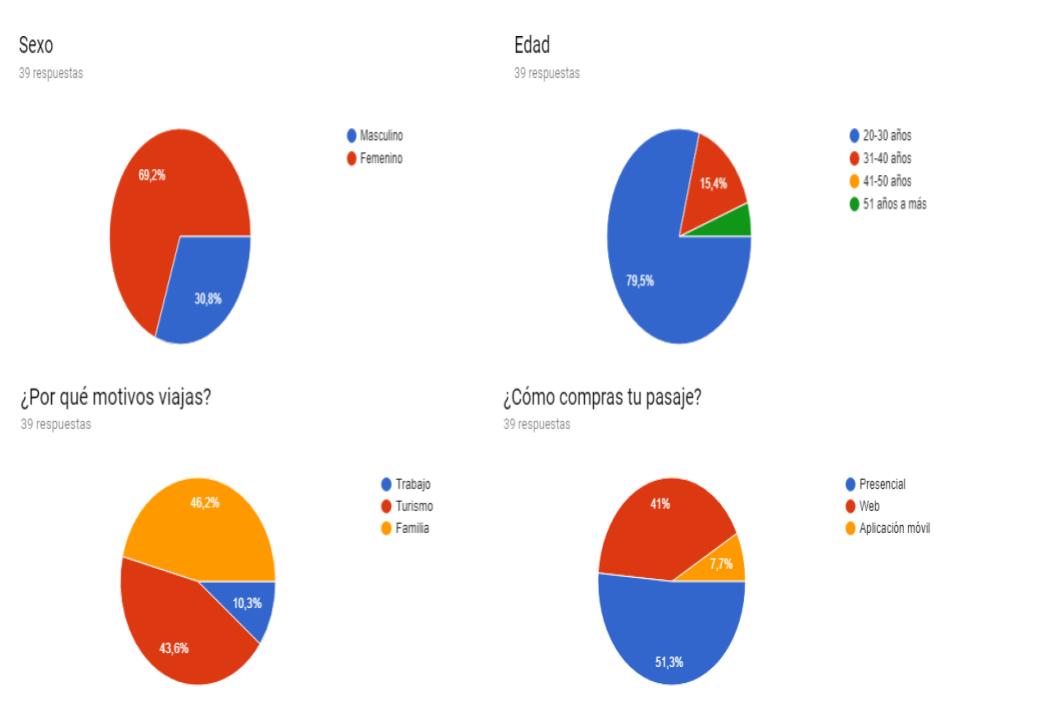 Sexo
39 respuestas
Masculino
Femenino
69,2%
30,8%
Edad
39 respuestas
20-30 años
31-40 años
41-50 años
51 años a más
15,4%
79,5%
¿Por qué motivos viajas?
39 respuestas
Trabajo
Turismo
Familia
46,2%
10,3%
43,6%
¿Cómo compras tu pasaje?
39 respuestas
Presencial
Web
Aplicación móvil
41%
7,7%
51,3%